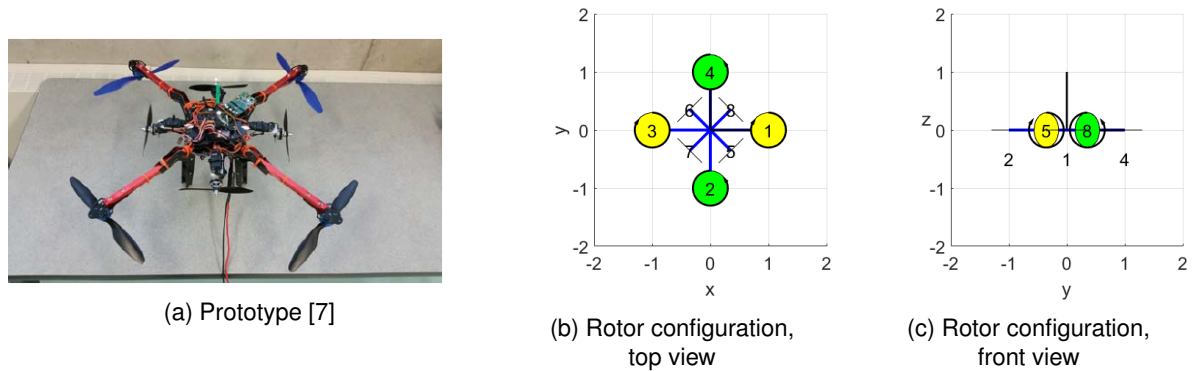 2
1
0
-1
-2
y
4
6 8
3 1
7 5
2
-2 -1 0 1 2
x
2
1
0
-1
-2
z
5 8
2 1 4
-2 -1 0 1 2
y
(a) Prototype [7]
(b) Rotor configuration,
top view
(c) Rotor configuration,
front view